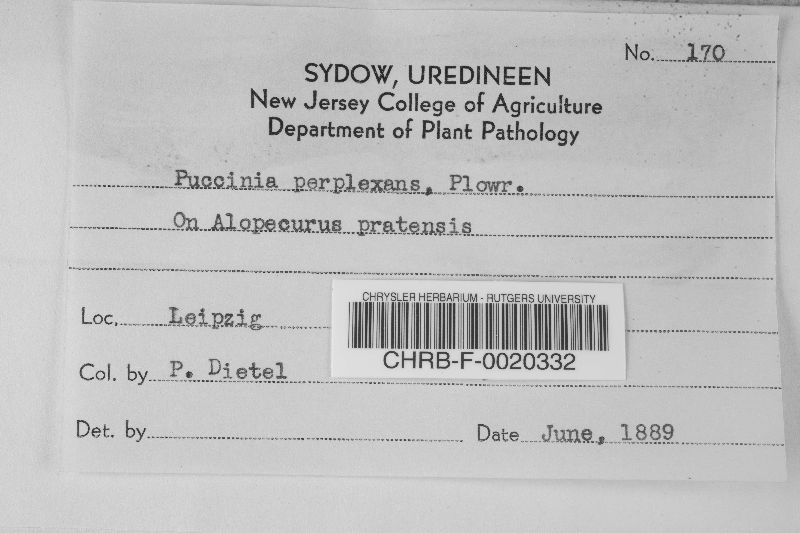 No. 170
SYDOW, UREDINEEN
New Jersey College of Agriculture
Department of Plant Pathology
Puccinia perplexans, Plowr.
On Alopecurus pratensis
Loc. Leipzig
CHRYSLER HERBARIUM - RUTGERS UNIVERSITY
CHRB-F-0020332
Col. by P. Dietel
Det. by
Date June, 1889